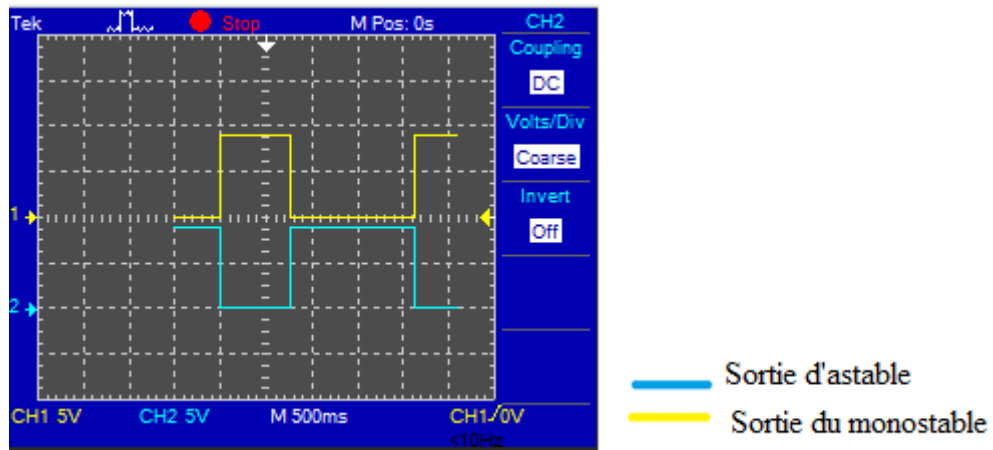 Tek Stop M Pos: 0s CH2
Coupling
DC
Volts/Div
Coarse
1
Invert
Off
2
Sortie d'astable
CH1 5V CH2 5V M 500ms CH1/0V
Sortie du monostable
<10Hz